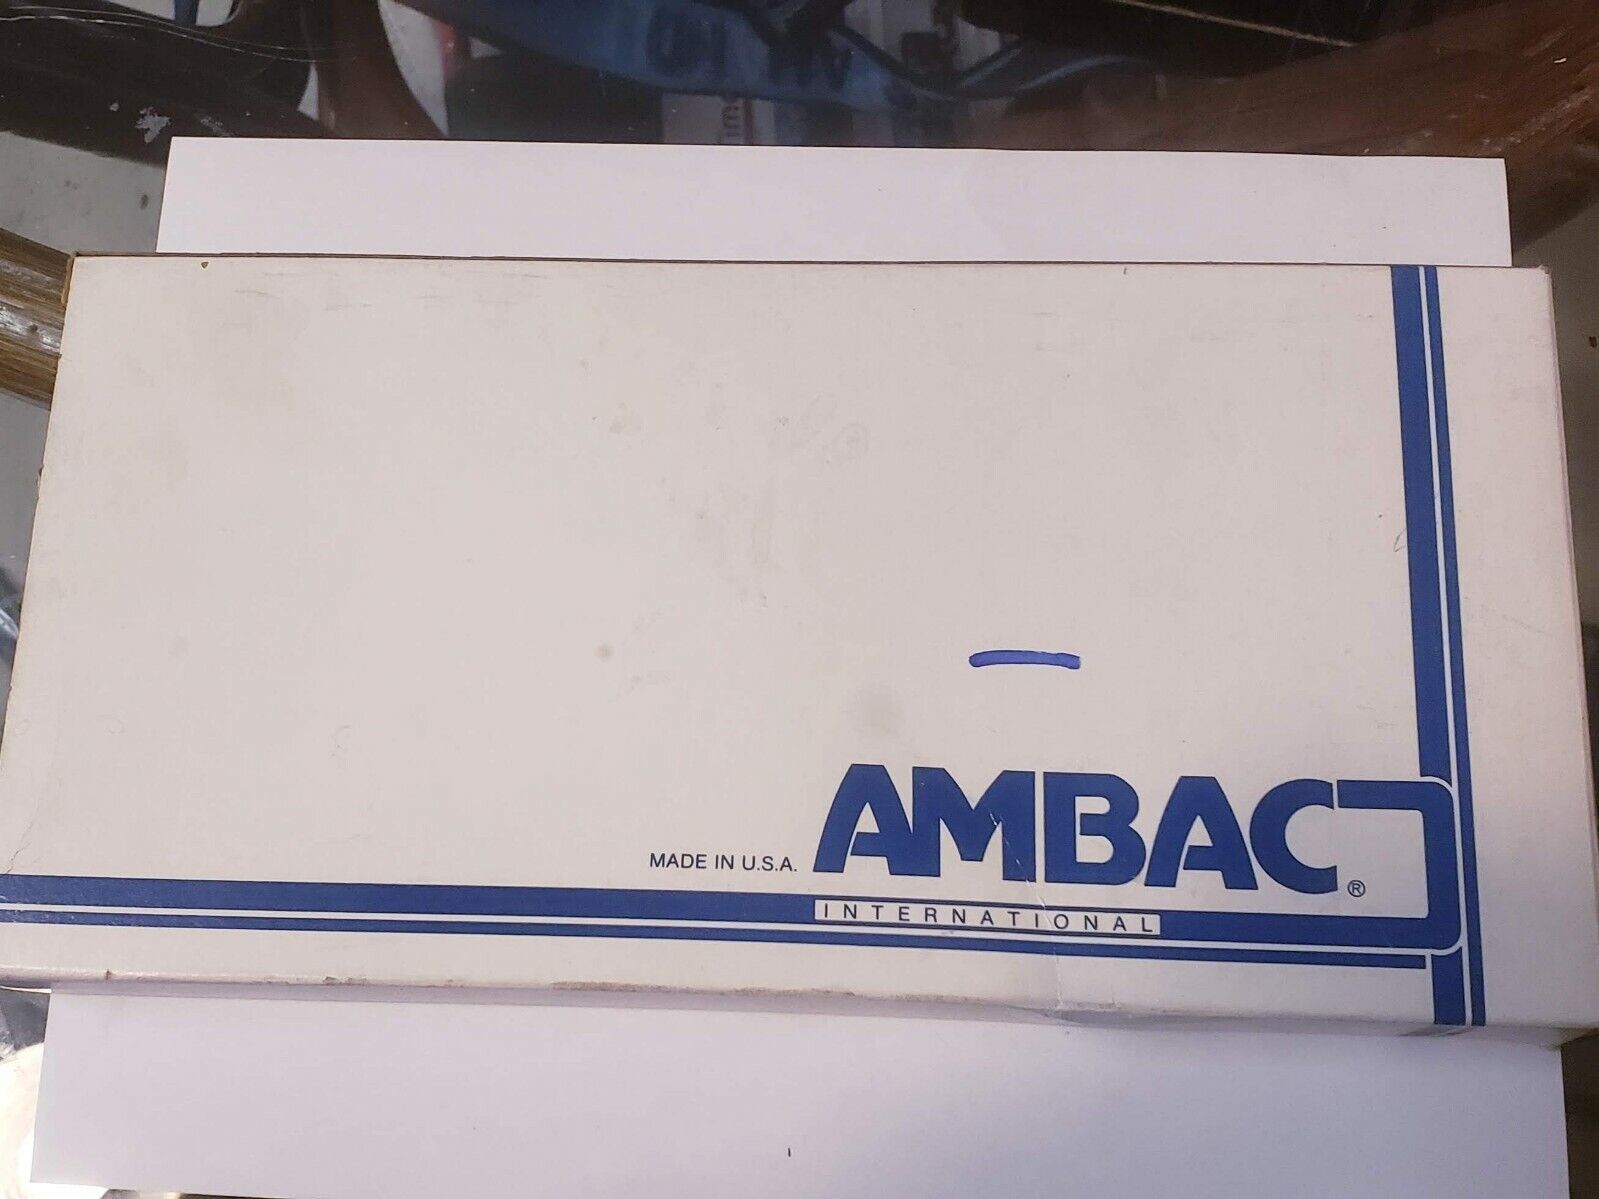 MADE IN U.S.A. AMBAC®
INTERNATIONAL